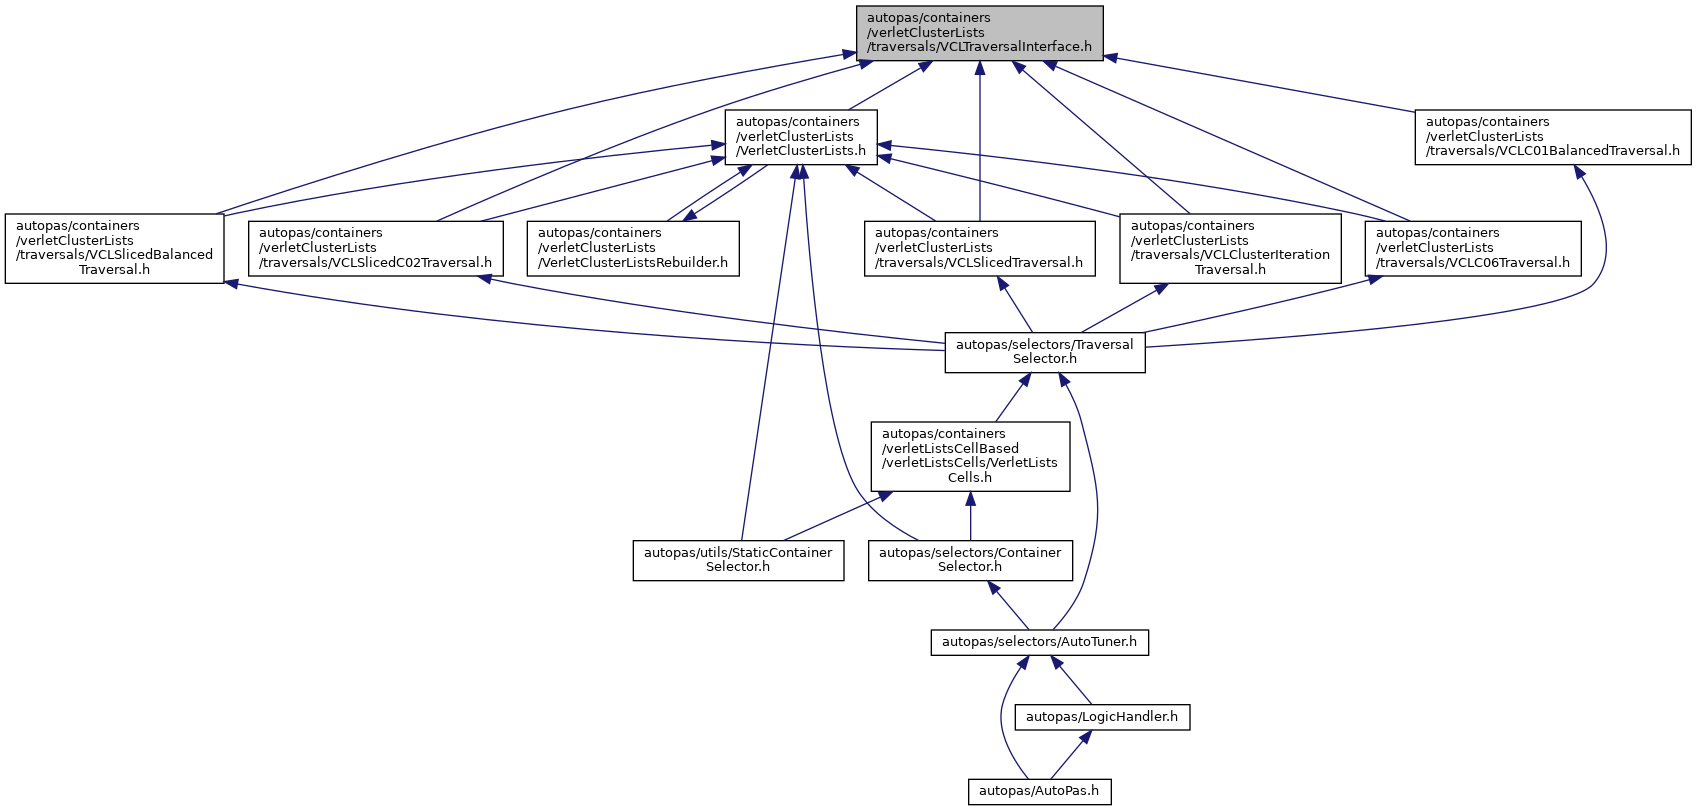 autopas/containers
/verletClusterLists
/traversals/VCLTraversalInterface.h
autopas/containers
/verletClusterLists
/VerletClusterLists.h
autopas/containers
/verletClusterLists
/traversals/VCLC01BalancedTraversal.h
autopas/containers
/verletClusterLists
/traversals/VCLSlicedBalanced
Traversal.h
autopas/containers
/verletClusterLists
/traversals/VCLSlicedC02Traversal.h
autopas/containers
/verletClusterLists
/VerletClusterListsRebuilder.h
autopas/containers
/verletClusterLists
/traversals/VCLSlicedTraversal.h
autopas/containers
/verletClusterLists
/traversals/VCLClusterIteration
Traversal.h
autopas/containers
/verletClusterLists
/traversals/VCLC06Traversal.h
autopas/selectors/Traversal
Selector.h
autopas/containers
/verletListsCellBased
/verletListsCells/VerletLists
Cells.h
autopas/utils/StaticContainer
Selector.h
autopas/selectors/Container
Selector.h
autopas/selectors/AutoTuner.h
autopas/LogicHandler.h
autopas/AutoPas.h